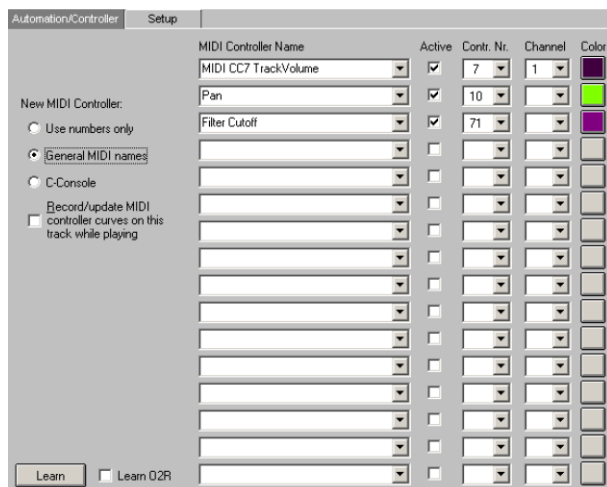 Automation/Controller Setup
MIDI Controller Name Active Contr. Nr. Channel Color
MIDI CC7 TrackVolume 7 1
Pan 10
Filter Cutoff 71
New MIDI Controller:
Use numbers only
General MIDI names
C-Console
Record/update MIDI
controller curves on this
track while playing
Learn Learn 02R